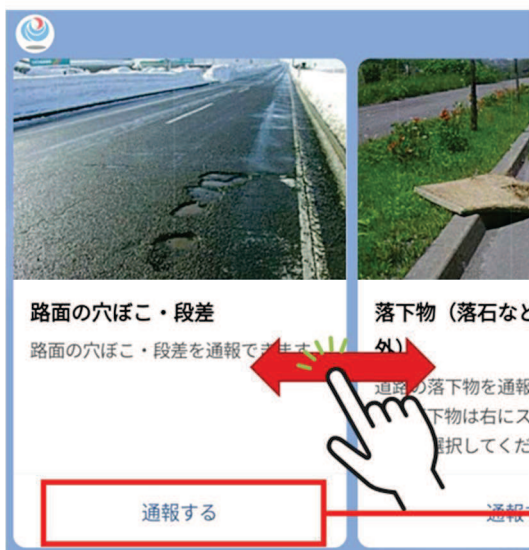 路面の穴ぼこ・段差
路面の穴ぼこ・段差を通報できます
通報する
落下物（落石など
外）
道路の落下物を通報
下物は右にス
選択してくだ
通報